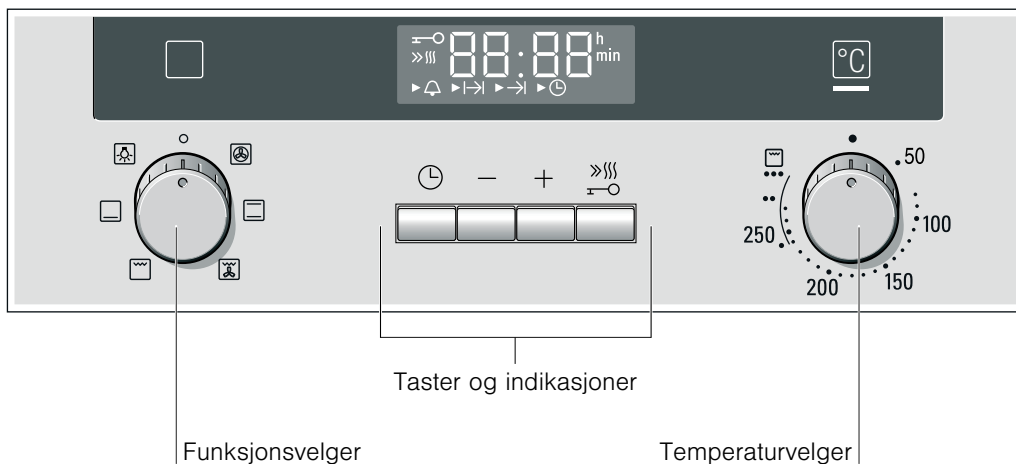 88:88 h
min
°C
− +
50
100
150
200
250
Taster og indikasjoner
Funksjonsvelger
Temperaturvelger